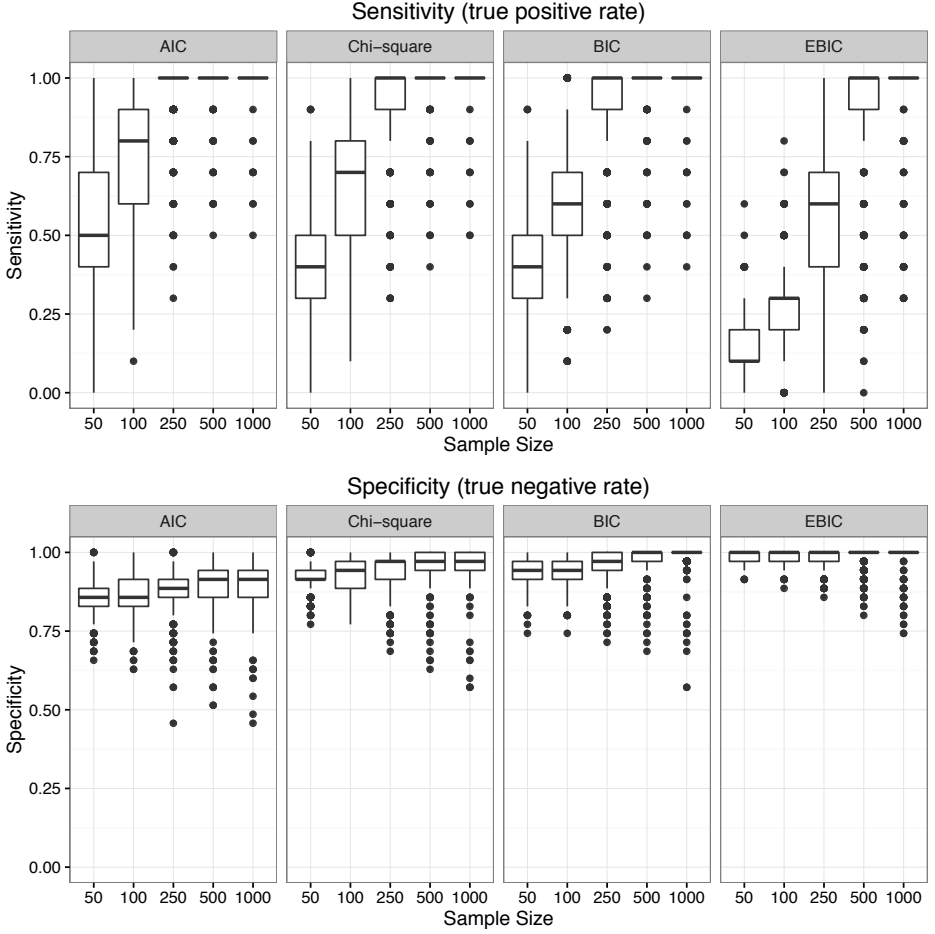 Sensitivity (true positive rate)
AIC Chi−square BIC EBIC
1.00
0.75
0.50
0.25
0.00
Sensitivity
50 100 250 500 1000 50 100 250 500 1000 50 100 250 500 1000 50 100 250 500 1000
Sample Size
Specificity (true negative rate)
AIC Chi−square BIC EBIC
1.00
0.75
0.50
0.25
0.00
Specificity
50 100 250 500 1000 50 100 250 500 1000 50 100 250 500 1000 50 100 250 500 1000
Sample Size